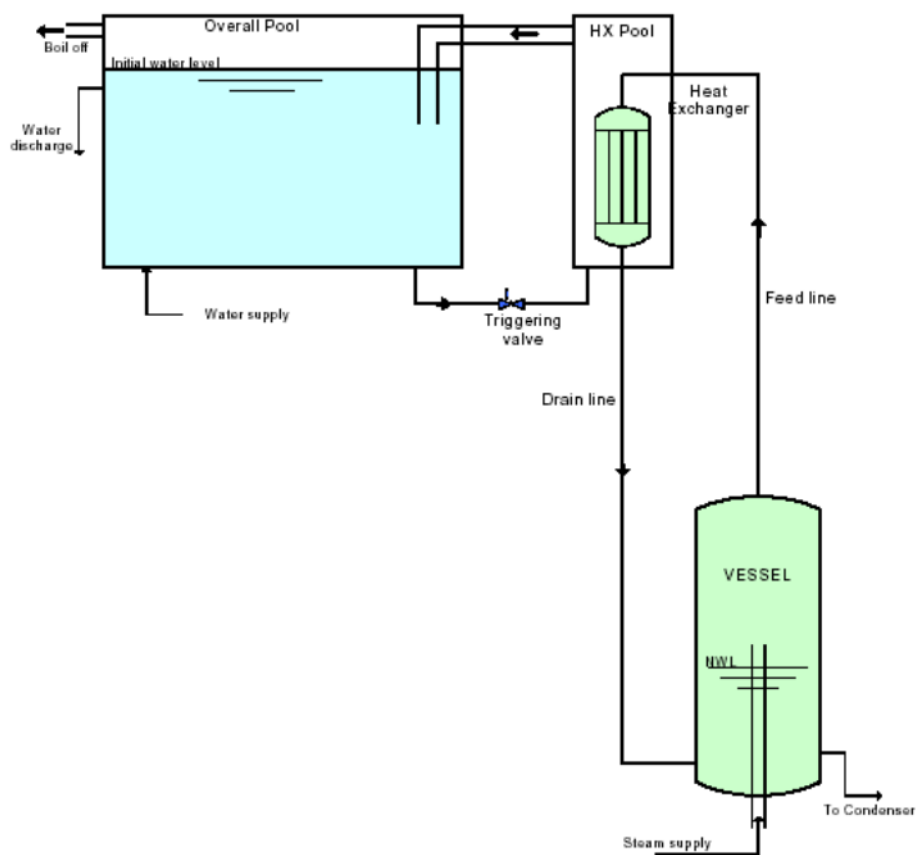 Overall Pool
HX Pool
Boil off
Initial water level
Heat
Exchanger
Water
discharge
Water supply
Triggering
valve
Feed line
Drain line
VESSEL
NWL
To Condenser
Steam supply